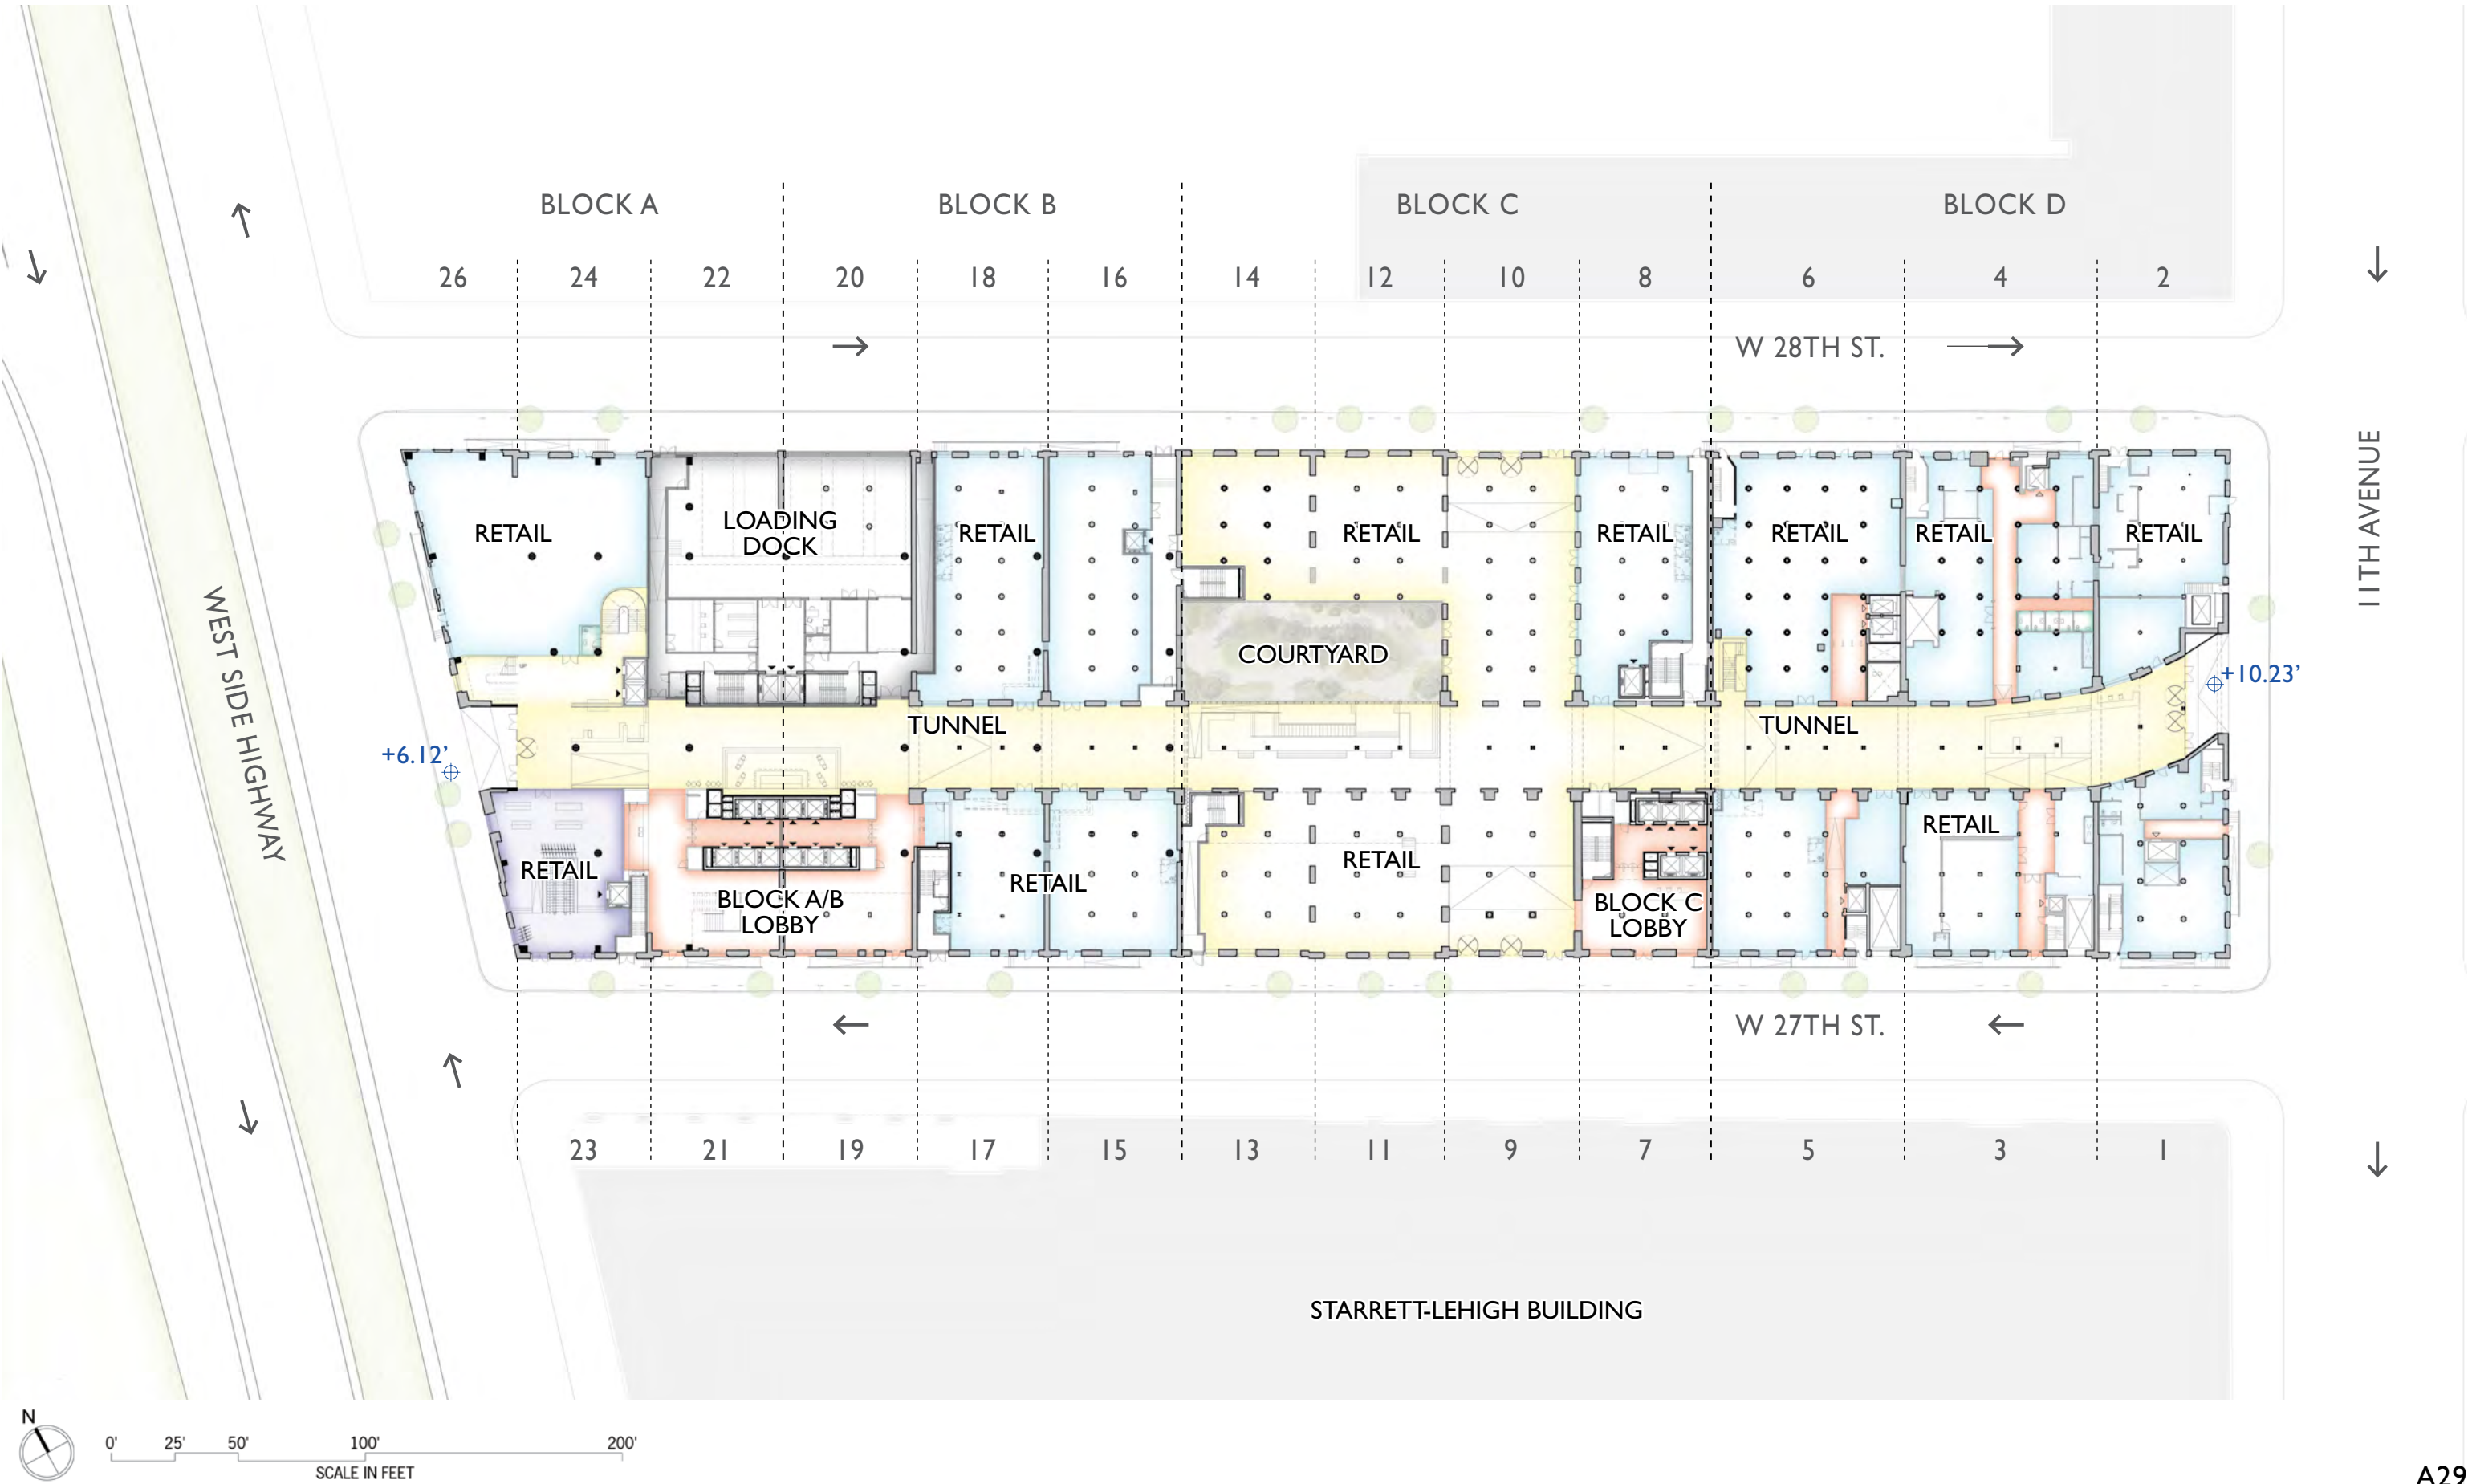 BLOCK A
BLOCK B
BLOCK C
BLOCK D
26
24
22
20
18
16
14
12
10
8
6
4
2
W 28TH ST.
11TH AVENUE
WEST SIDE HIGHWAY
RETAIL
LOADING
DOCK
RETAIL
RETAIL
RETAIL
RETAIL
RETAIL
RETAIL
UP
COURTYARD
+10.23'
TUNNEL
TUNNEL
+6.12'
RETAIL
BLOCK A/B
LOBBY
RETAIL
RETAIL
BLOCK C
LOBBY
RETAIL
W 27TH ST.
23
21
19
17
15
13
11
9
7
5
3
1
STARRETT-LEHIGH BUILDING
N
0'
25'
50'
100'
200'
SCALE IN FEET
A29